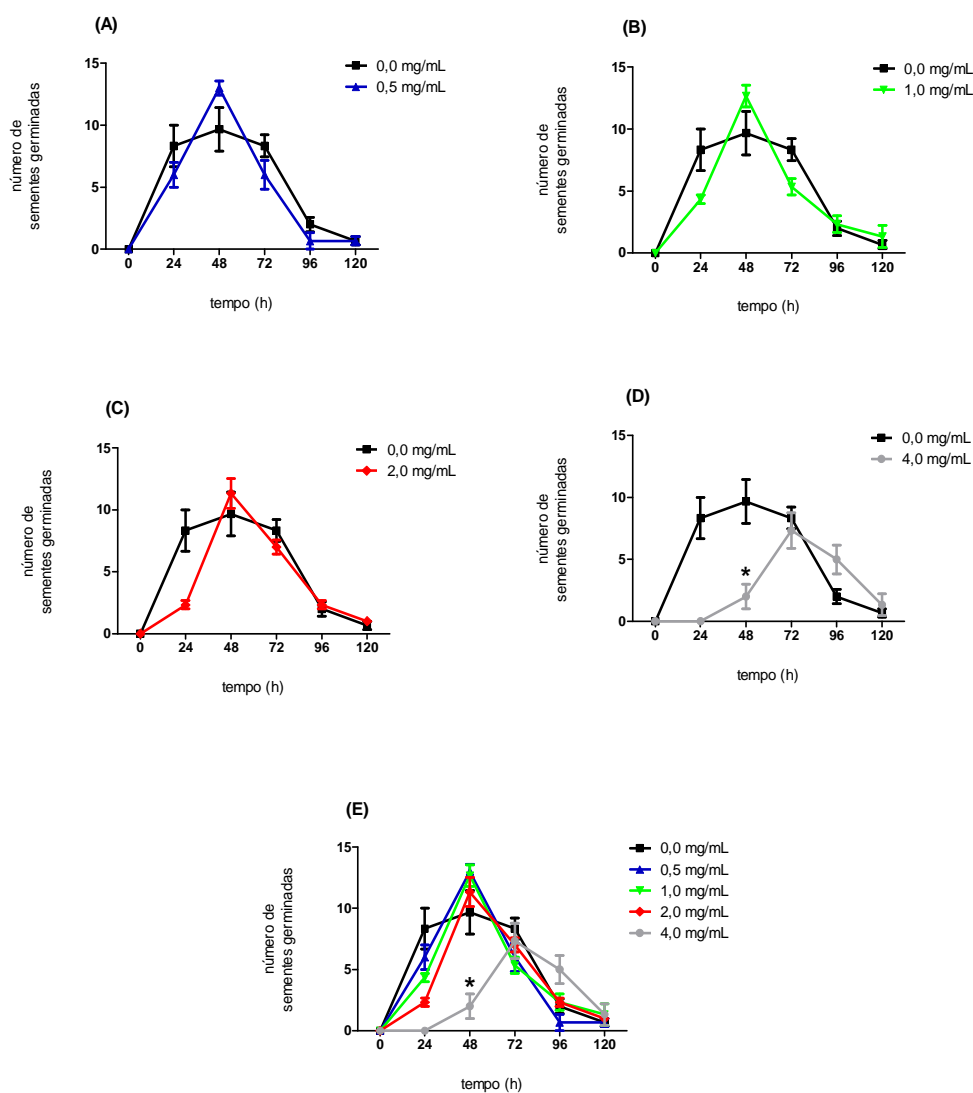 (A)
0,0 mg/mL
0,5 mg/mL
número de
sementes germinadas
15
10
5
0
0 24 48 72 96 120
tempo (h)
(B)
0,0 mg/mL
1,0 mg/mL
número de
sementes germinadas
15
10
5
0
0 24 48 72 96 120
tempo (h)
(C)
0,0 mg/mL
2,0 mg/mL
número de
sementes germinadas
15
10
5
0
0 24 48 72 96 120
tempo (h)
(D)
0,0 mg/mL
4,0 mg/mL
número de
sementes germinadas
15
10
5
0
*
0 24 48 72 96 120
tempo (h)
(E)
0,0 mg/mL
0,5 mg/mL
1,0 mg/mL
2,0 mg/mL
4,0 mg/mL
número de
sementes germinadas
15
10
5
0
*
0 24 48 72 96 120
tempo (h)